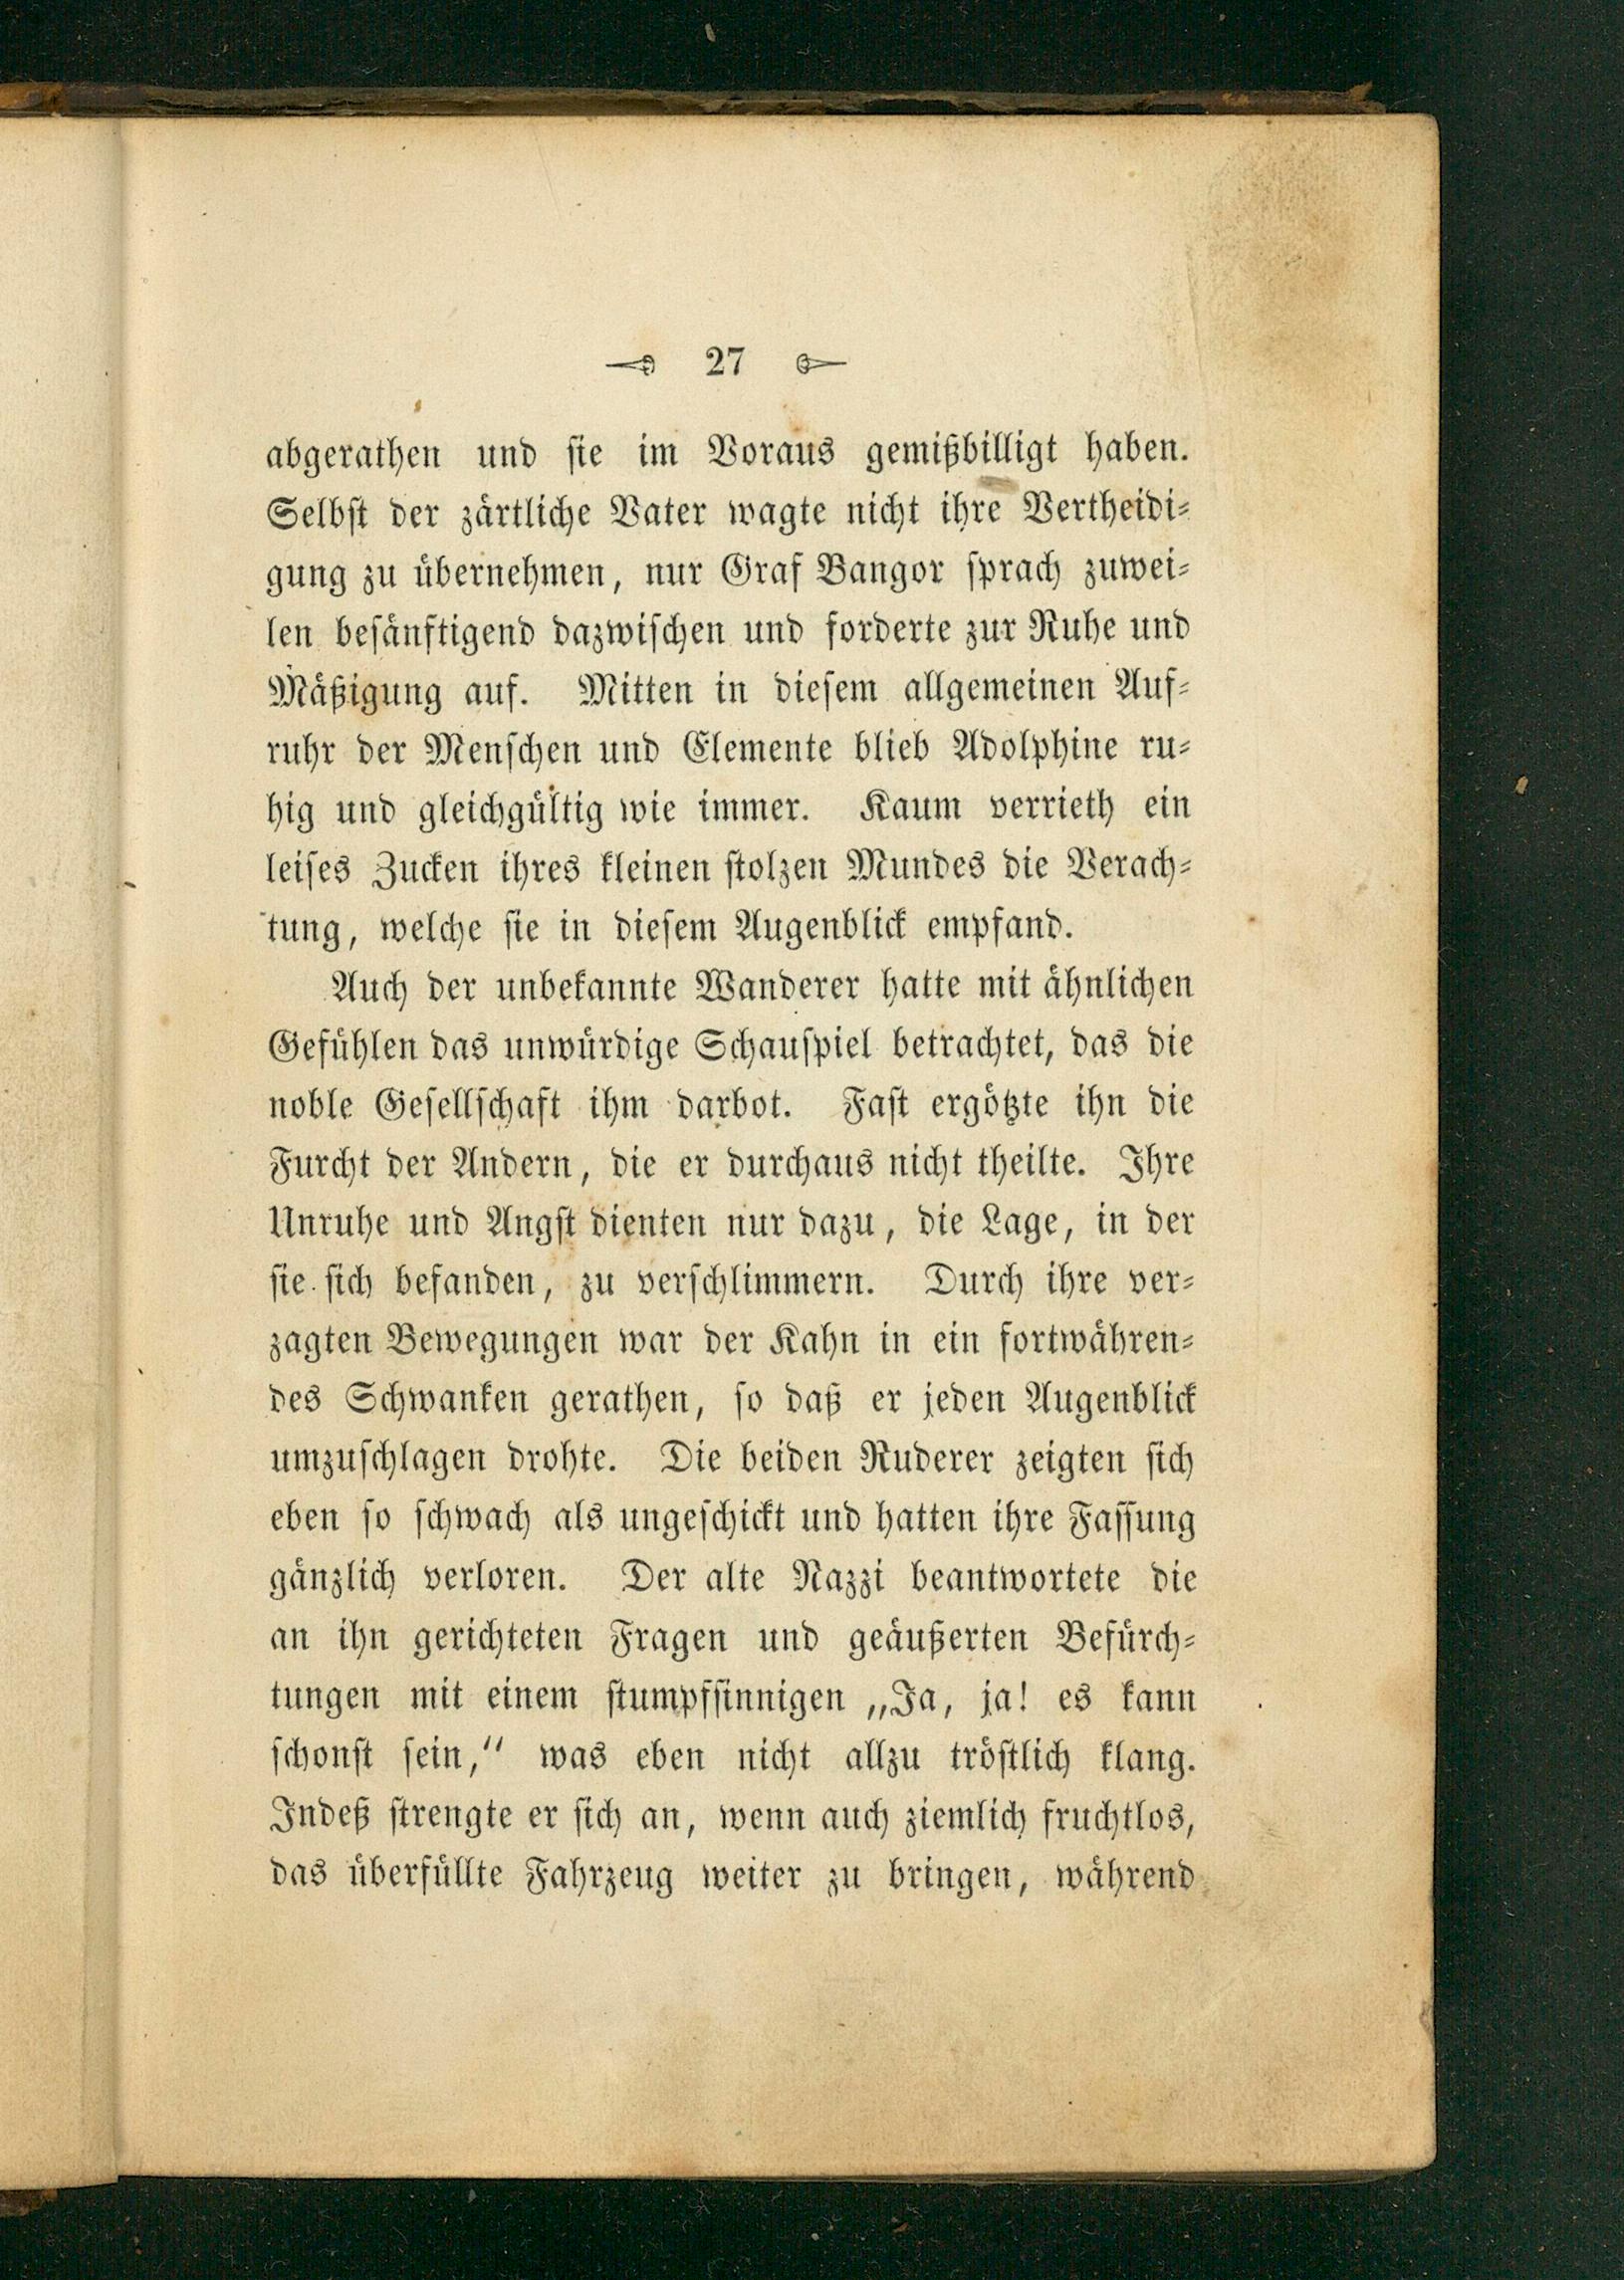 27
abgerathen und sie im Voraus gemißbilligt haben.
Selbst der zärtliche Vater wagte nicht ihre Vertheidi-
gung zu übernehmen, nur Graf Bangor sprach zuwei-
len besänftigend dazwischen und forderte zur Ruhe und
Mäßigung auf. Mitten in diesem allgemeinen Auf-
ruhr der Menschen und Elemente blieb Adolphine ru-
hig und gleichgültig wie immer. Kaum verrieth ein
leises Zucken ihres kleinen stolzen Mundes die Verach-
tung, welche sie in diesem Augenblick empfand.
Auch der unbekannte Wanderer hatte mit ähnlichen
Gefühlen das unwürdige Schauspiel betrachtet, das die
noble Gesellschaft ihm darbot. Fast ergötzte ihn die
Furcht der Andern, die er durchaus nicht theilte. Ihre
Unruhe und Angst dienten nur dazu, die Lage, in der
sie sich befanden, zu verschlimmern. Durch ihre ver-
zagten Bewegungen war der Kahn in ein fortwähren-
des Schwanken gerathen, so daß er jeden Augenblick
umzuschlagen drohte. Die beiden Ruderer zeigten sich
eben so schwach als ungeschickt und hatten ihre Fassung
gänzlich verloren. Der alte Nazzi beantwortete die
an ihn gerichteten Fragen und geäußerten Befürch-
tungen mit einem stumpfsinnigen „Ja, ja! es kann
schonst sein,“ was eben nicht allzu tröstlich klang.
Indeß strengte er sich an, wenn auch ziemlich fruchtlos,
das überfüllte Fahrzeug weiter zu bringen, während